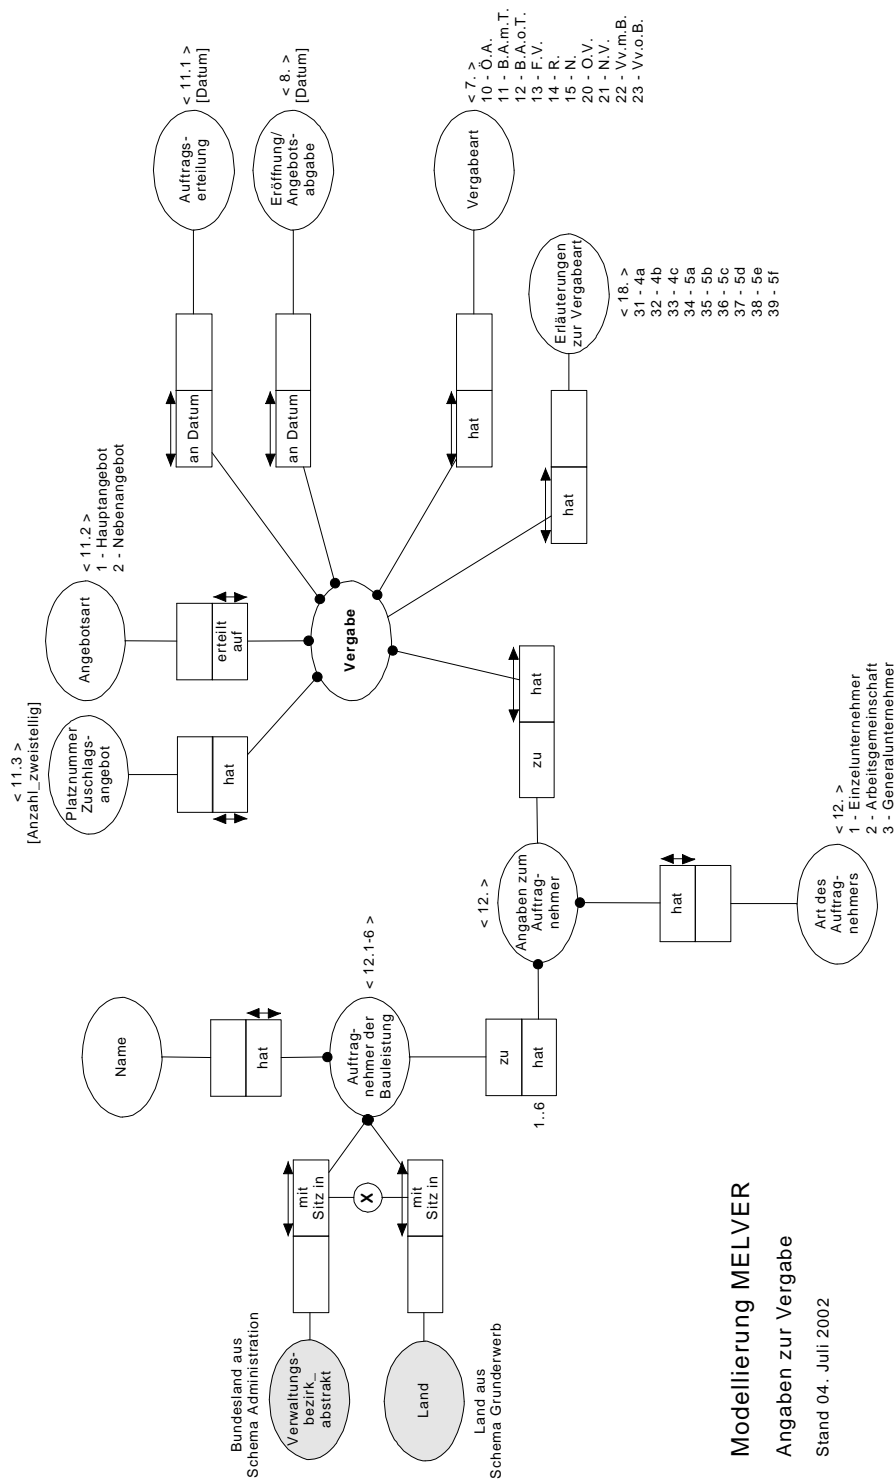 < 11.3 >
[Anzahl_zweistellig]
Platznummer
Zuschlags-
angebot
hat
< 11.2 >
1 - Hauptangebot
2 - Nebenangebot
Angebotsart
erteilt
auf
< 11.1 >
[Datum]
Auftrags-
erteilung
an Datum
< 8. >
[Datum]
Eröffnung/
Angebots-
abgabe
an Datum
Vergabe
Vergabeart
hat
< 7. >
10 - Ö.A.
11 - B.A.m.T.
12 - B.A.o.T.
13 - F.V.
14 - R.
15 - N.
20 - O.V.
21 - N.V.
22 - Vv.m.B.
23 - Vv.o.B.
Erläuterungen
zur Vergabeart
hat
< 18. >
31 - 4a
32 - 4b
33 - 4c
34 - 5a
35 - 5b
36 - 5c
37 - 5d
38 - 5e
39 - 5f
hat
zu
< 12. >
Angaben zum
Auftrag-
nehmer
hat
Art des
Auftrag-
nehmers
< 12. >
1 - Einzelunternehmer
2 - Arbeitsgemeinschaft
3 - Generalunternehmer
Name
hat
< 12.1-6 >
Auftrag-
nehmer der
Bauleistung
zu
hat
1..6
mit
Sitz in
X
mit
Sitz in
Bundesland aus
Schema Administration
Verwaltungs-
bezirk_
abstrakt
Land
Land aus
Schema Grunderwerb
Modellierung MELVER
Angaben zur Vergabe
Stand 04. Juli 2002